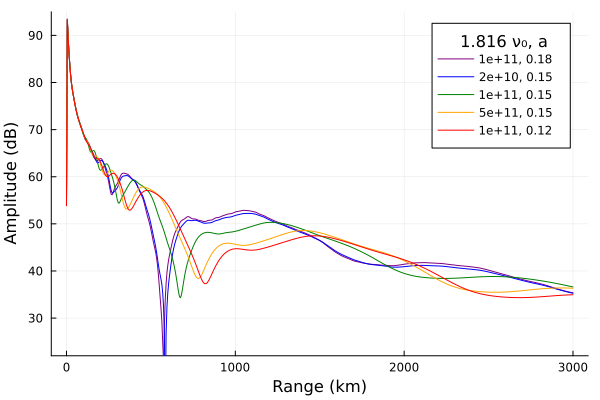 Amplitude (dB)
90
80
70
60
50
40
30
1.816 ν₀, a
1e+11, 0.18
2e+10, 0.15
1e+11, 0.15
5e+11, 0.15
1e+11, 0.12
0 1000 2000 3000
Range (km)